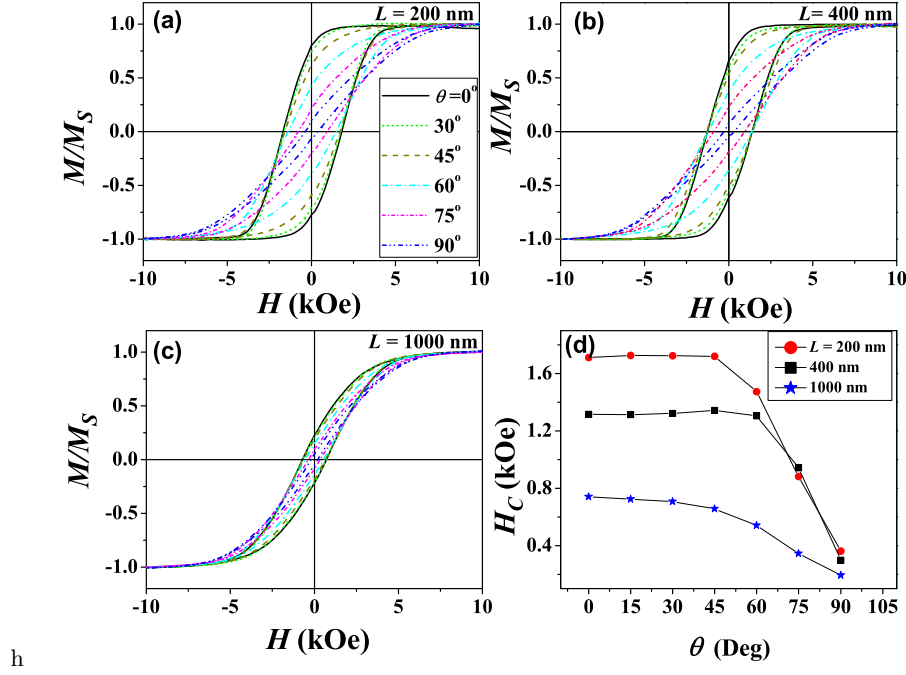 (a) L = 200 nm
1.0
0.5
0.0
-0.5
-1.0
M/M_S
θ =0°
30°
45°
60°
75°
90°
-10 -5 0 5 10
H (kOe)
(b) L= 400 nm
1.0
0.5
0.0
-0.5
-1.0
M/M_S
-10 -5 0 5 10
H (kOe)
(c) L = 1000 nm
1.0
0.5
0.0
-0.5
-1.0
M/M_S
-10 -5 0 5 10
H (kOe)
(d)
L = 200 nm
400 nm
1000 nm
1.6
1.2
0.8
0.4
H_C (kOe)
0 15 30 45 60 75 90 105
θ (Deg)
h